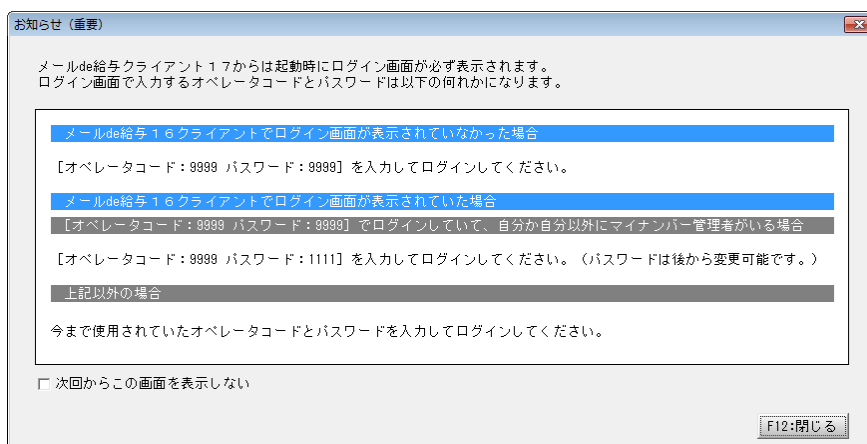 お知らせ（重要）
メールde給与クライアント１７からは起動時にログイン画面が必ず表示されます。
ログイン画面で入力するオペレータコードとパスワードは以下の何れかになります。
メールde給与１６クライアントでログイン画面が表示されていなかった場合
［オペレータコード：9999 パスワード：9999］を入力してログインしてください。
メールde給与１６クライアントでログイン画面が表示されていた場合
［オペレータコード：9999 パスワード：9999］でログインしていて、自分か自分以外にマイナンバー管理者がいる場合
［オペレータコード：9999 パスワード：1111］を入力してログインしてください。（パスワードは後から変更可能です。）
上記以外の場合
今まで使用されていたオペレータコードとパスワードを入力してログインしてください。
次回からこの画面を表示しない
F12:閉じる